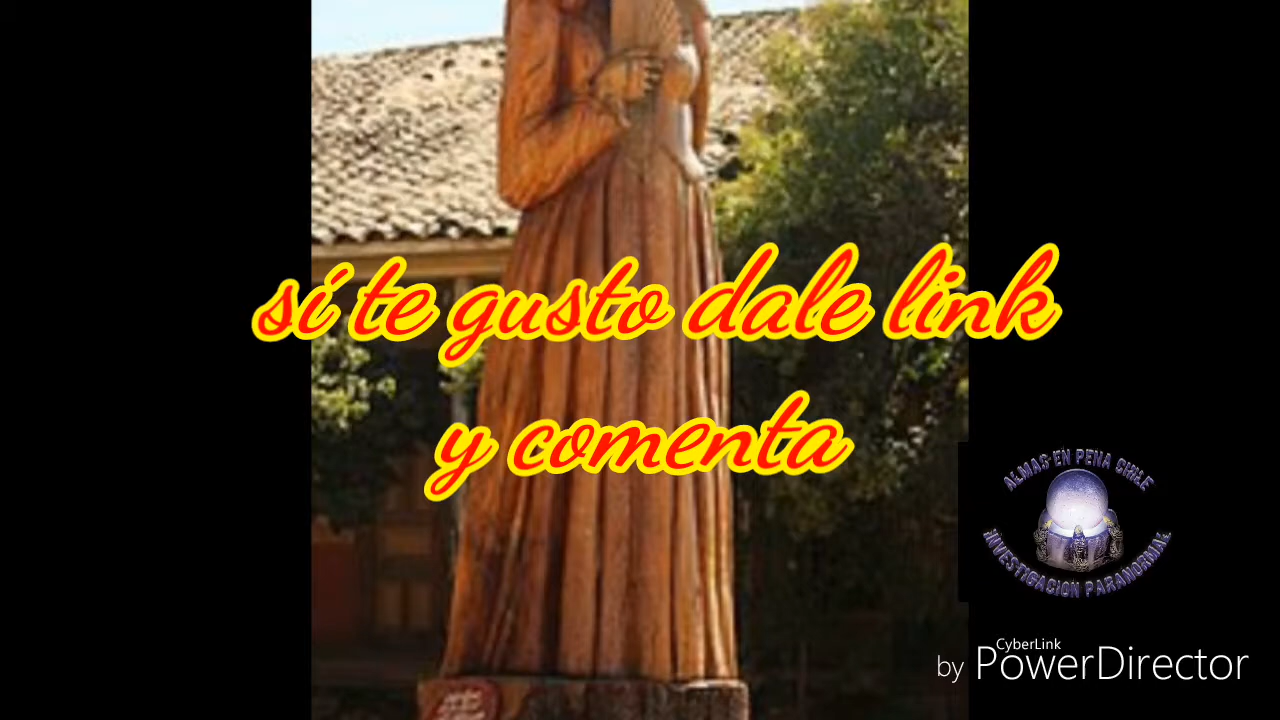 sí te gusto dale link
y comenta
ALMAS EN PENA CHILE
INVESTIGACION PARANORMAL
CyberLink
by PowerDirector